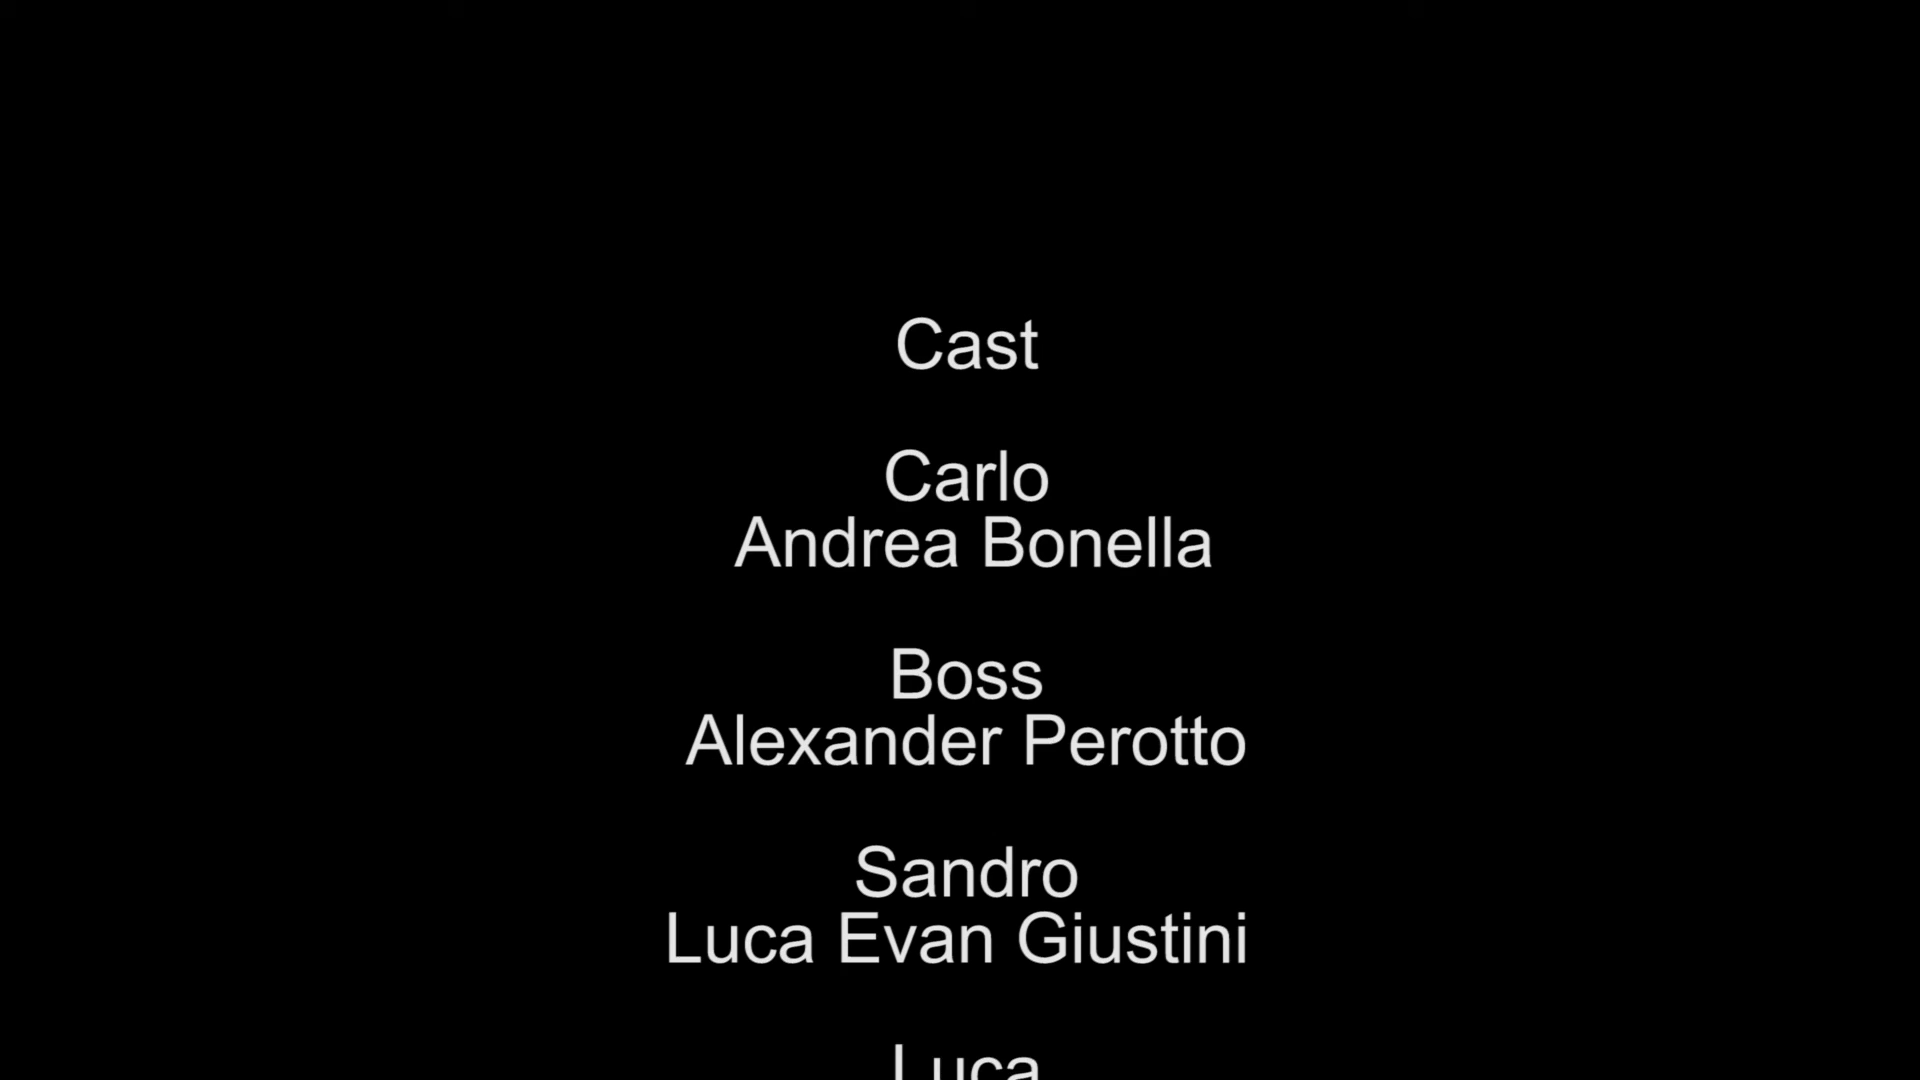 Cast
Carlo
Andrea Bonella
Boss
Alexander Perotto
Sandro
Luca Evan Giustini
Luca